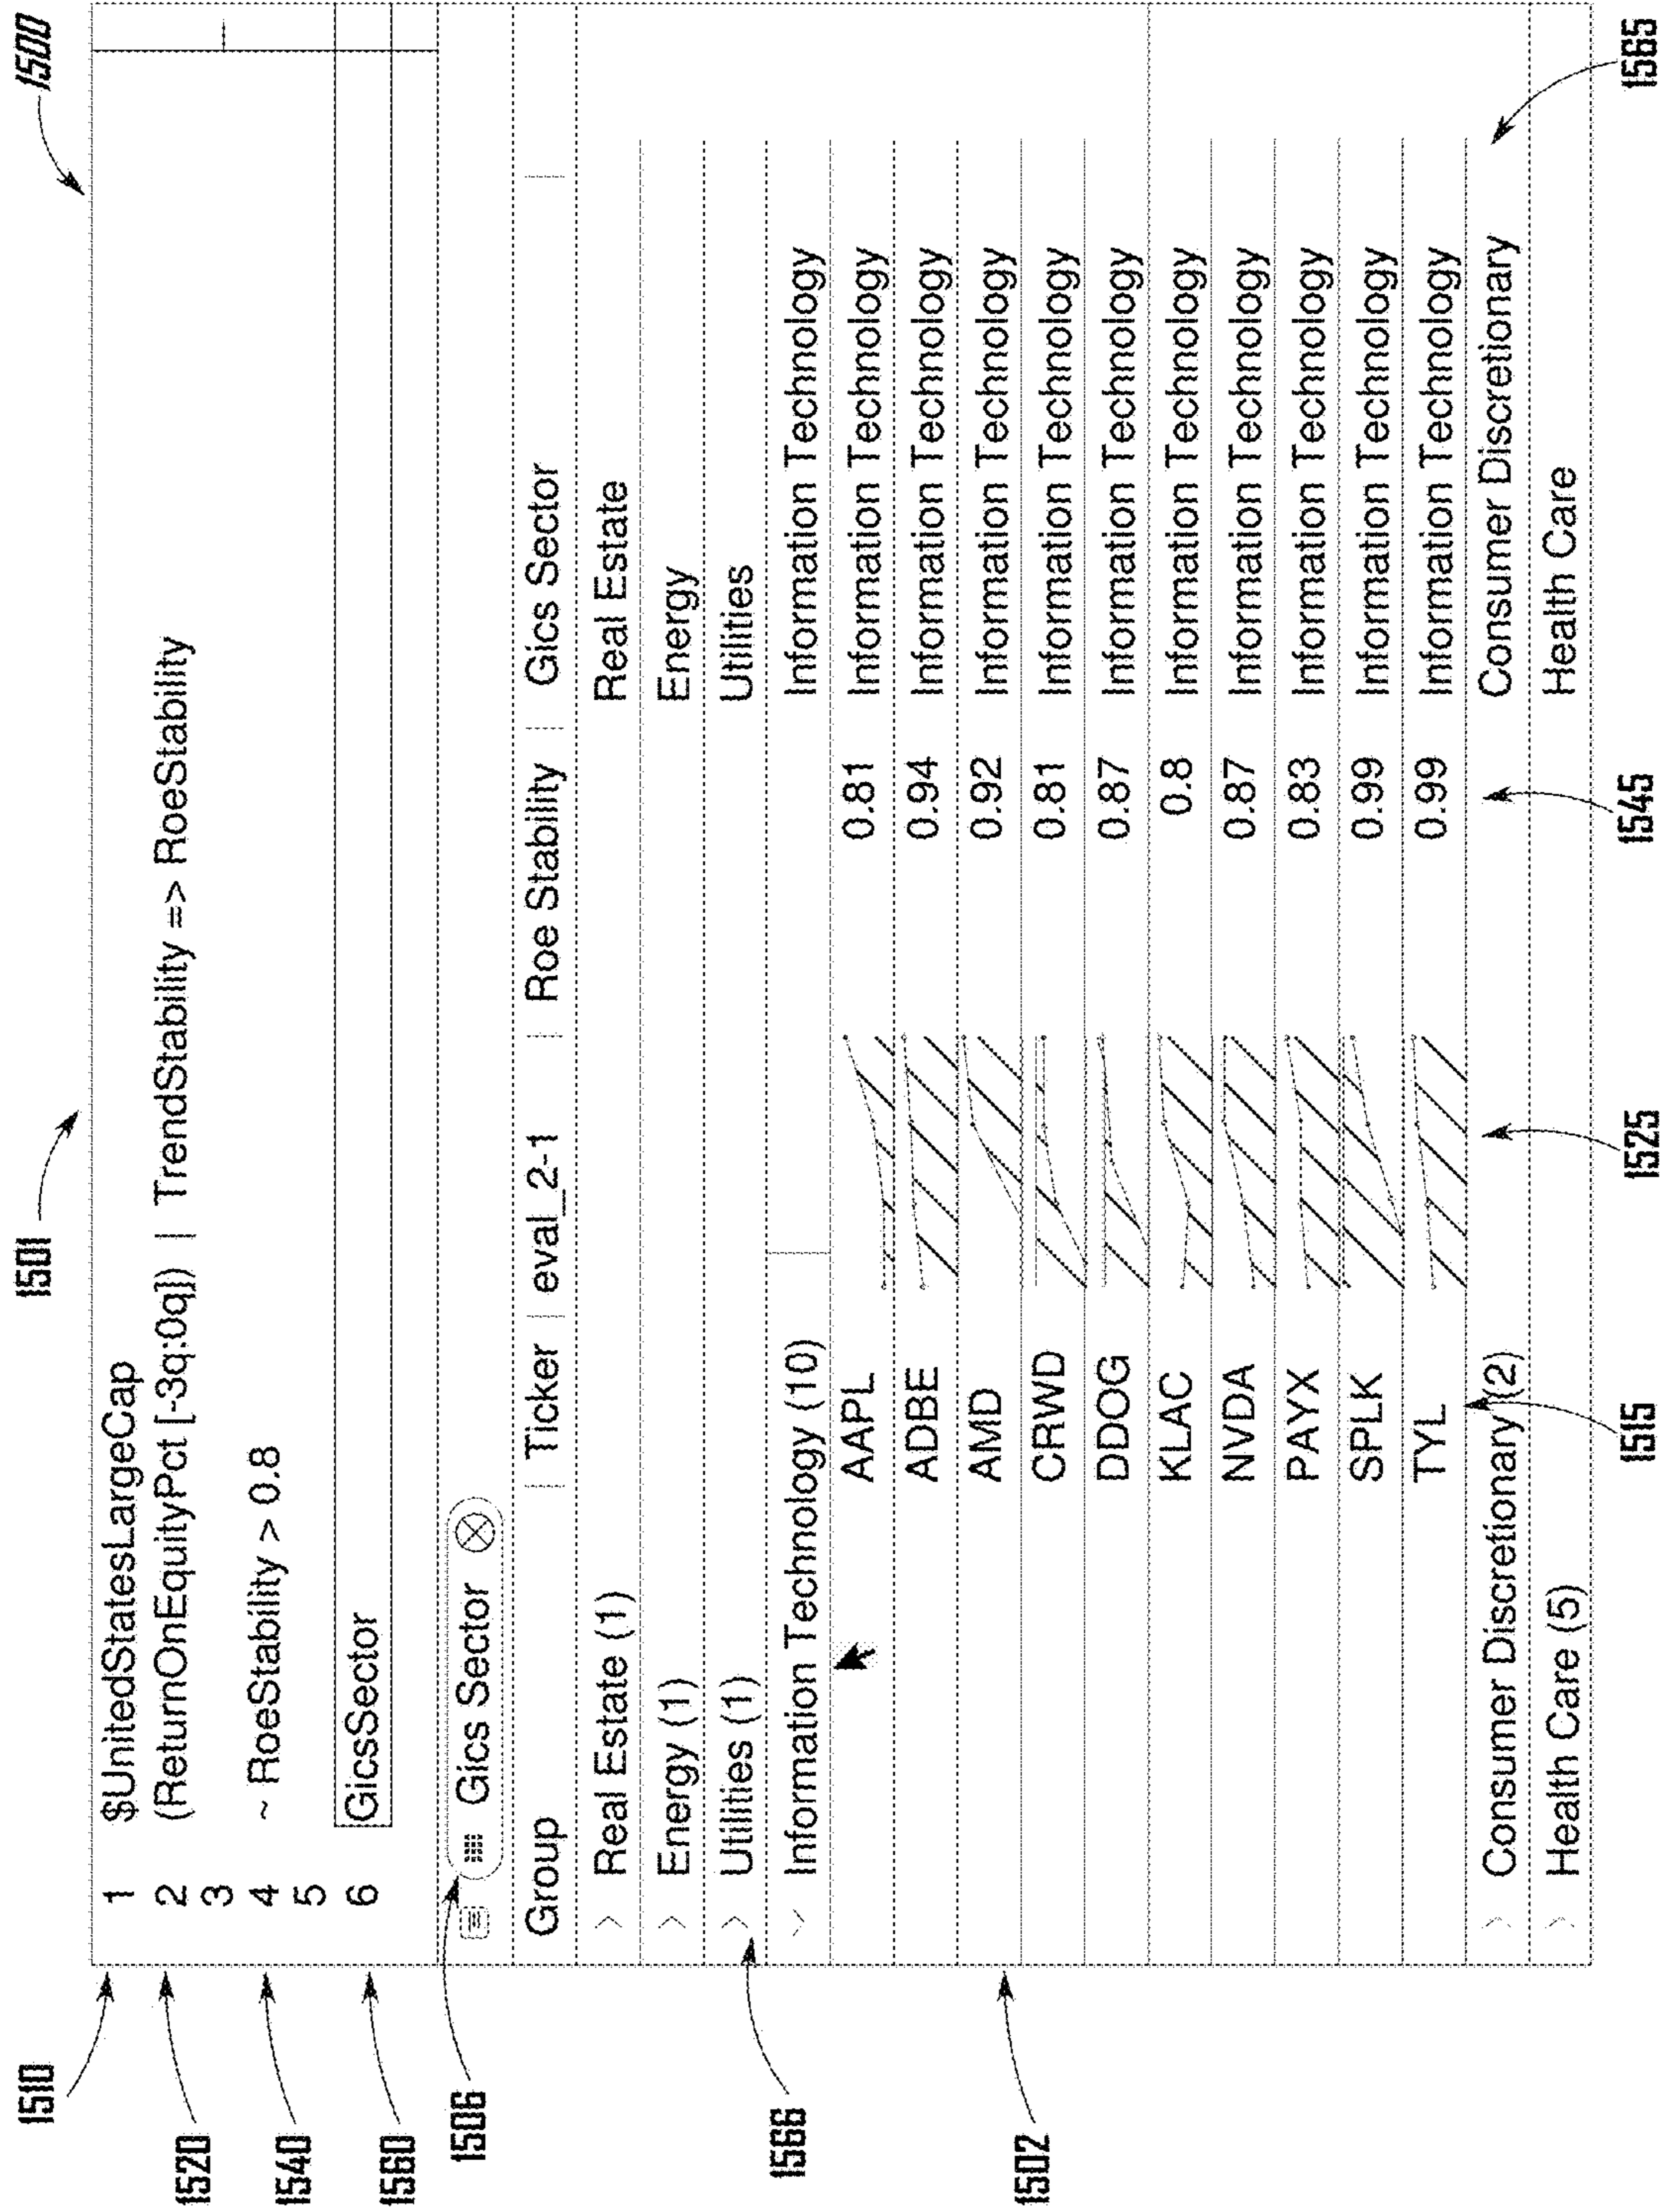 1500
1501
1510
1 $UnitedStatesLargeCap
1520
2 (ReturnOnEquityPct [-3q:0q]) | TrendStability => RoeStability
3
1540
4 ~ RoeStability > 0.8
5
1560
6 GicsSector
1506
Gics Sector
Group | Ticker | eval_2-1 | Roe Stability | Gics Sector
> Real Estate (1) Real Estate
> Energy (1) Energy
1566
> Utilities (1) Utilities
Information Technology (10) Information Technology
AAPL 0.81 Information Technology
ADBE 0.94 Information Technology
1502
AMD 0.92 Information Technology
CRWD 0.81 Information Technology
DDOG 0.87 Information Technology
KLAC 0.8 Information Technology
NVDA 0.87 Information Technology
PAYX 0.83 Information Technology
SPLK 0.99 Information Technology
TYL 0.99 Information Technology
> Consumer Discretionary (2) Consumer Discretionary
> Health Care (5) Health Care
1515
1525
1545
1565